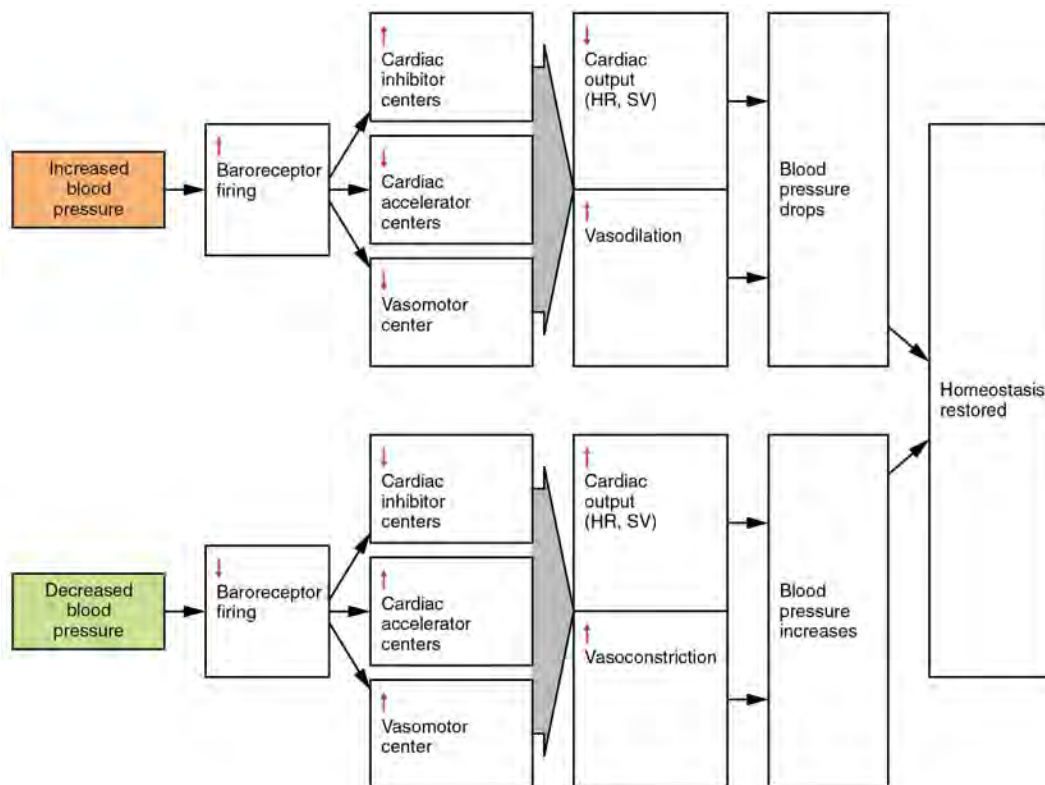 Increased
blood
pressure
↑
Baroreceptor
firing
↑
Cardiac
inhibitor
centers
↓
Cardiac
accelerator
centers
↓
Vasomotor
center
↓
Cardiac
output
(HR, SV)
↑
Vasodilation
Blood
pressure
drops
Homeostasis
restored
Decreased
blood
pressure
↓
Baroreceptor
firing
↓
Cardiac
inhibitor
centers
↑
Cardiac
accelerator
centers
↑
Vasomotor
center
↑
Cardiac
output
(HR, SV)
↑
Vasoconstriction
Blood
pressure
increases